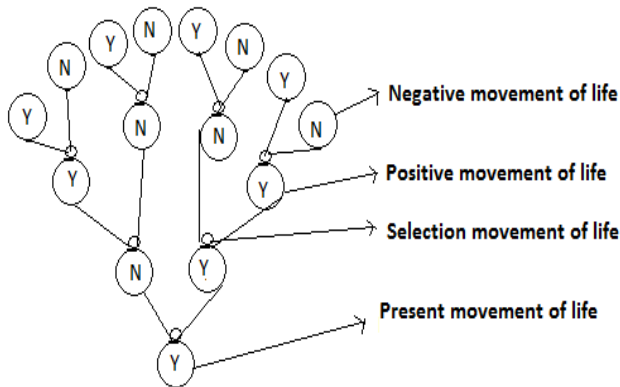 Y N Y N
N Y
Y N
Negative movement of life
N N
Y Y
Positive movement of life
Selection movement of life
N Y
Present movement of life
Y